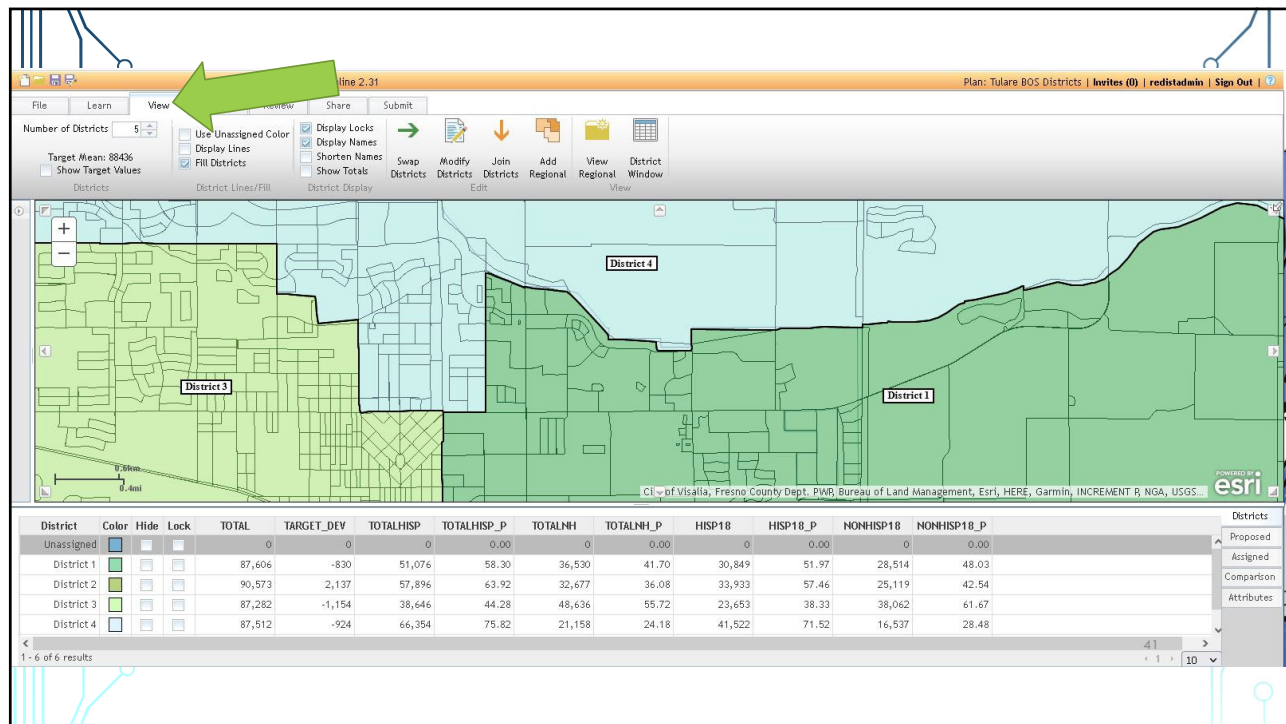 line 2.31
Plan: Tulare BOS Districts | Invites (0) | redistadmin | Sign Out | ?
File Learn View Review Share Submit
Number of Districts 5
Target Mean: 88436
Show Target Values
Districts
Use Unassigned Color
Display Lines
Fill Districts
District Lines/Fill
Display Locks
Display Names
Shorten Names
Show Totals
District Display
Swap Districts
Modify Districts
Join Districts
Add Regional
Edit
View Regional
District Window
View
+
−
District 4
District 3
District 1
0.6km
0.4mi
of Visalia, Fresno County Dept. PWP, Bureau of Land Management, Esri, HERE, Garmin, INCREMENT P, NGA, USGS...
POWERED BY
esri
District Color Hide Lock TOTAL TARGET_DEV TOTALHISP TOTALHISP_P TOTALNH TOTALNH_P HISP18 HISP18_P NONHISP18 NONHISP18_P
Unassigned 0 0 0 0.00 0 0.00 0 0.00 0 0.00
District 1 87,606 -830 51,076 58.30 36,530 41.70 30,849 51.97 28,514 48.03
District 2 90,573 2,137 57,896 63.92 32,677 36.08 33,933 57.46 25,119 42.54
District 3 87,282 -1,154 38,646 44.28 48,636 55.72 23,653 38.33 38,062 61.67
District 4 87,512 -924 66,354 75.82 21,158 24.18 41,522 71.52 16,537 28.48
Districts
Proposed
Assigned
Comparison
Attributes
41
1 - 6 of 6 results
1
10